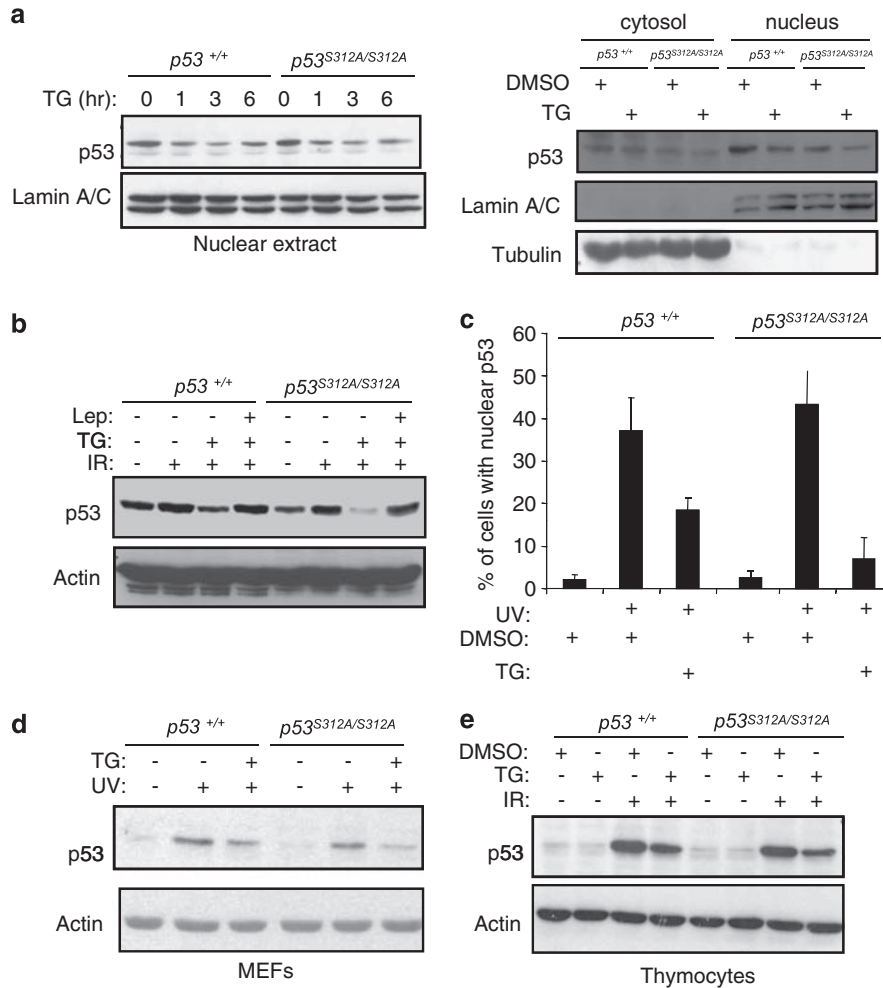 a
p53 +/+ p53S312A/S312A
TG (hr): 0 1 3 6 0 1 3 6
p53
Lamin A/C
Nuclear extract
cytosol nucleus
p53 +/+ p53S312A/S312A p53 +/+ p53S312A/S312A
DMSO + + + +
TG + + + +
p53
Lamin A/C
Tubulin
b
p53 +/+ p53S312A/S312A
Lep: - - - + - - - +
TG: - - + + - - + +
IR: - + + + - + + +
p53
Actin
c
p53 +/+ p53S312A/S312A
% of cells with nuclear p53
60
50
40
30
20
10
0
UV: + + + +
DMSO: + + + +
TG: + +
d
p53 +/+ p53S312A/S312A
TG: - - + - - +
UV: - + + - + +
p53
Actin
MEFs
e
p53 +/+ p53S312A/S312A
DMSO: + - + - + - + -
TG: - + - + - + - +
IR: - - + + - - + +
p53
Actin
Thymocytes